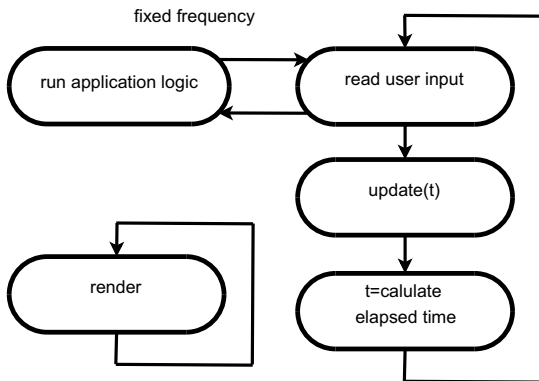 fixed frequency
run application logic
read user input
update(t)
render
t=calulate
elapsed time